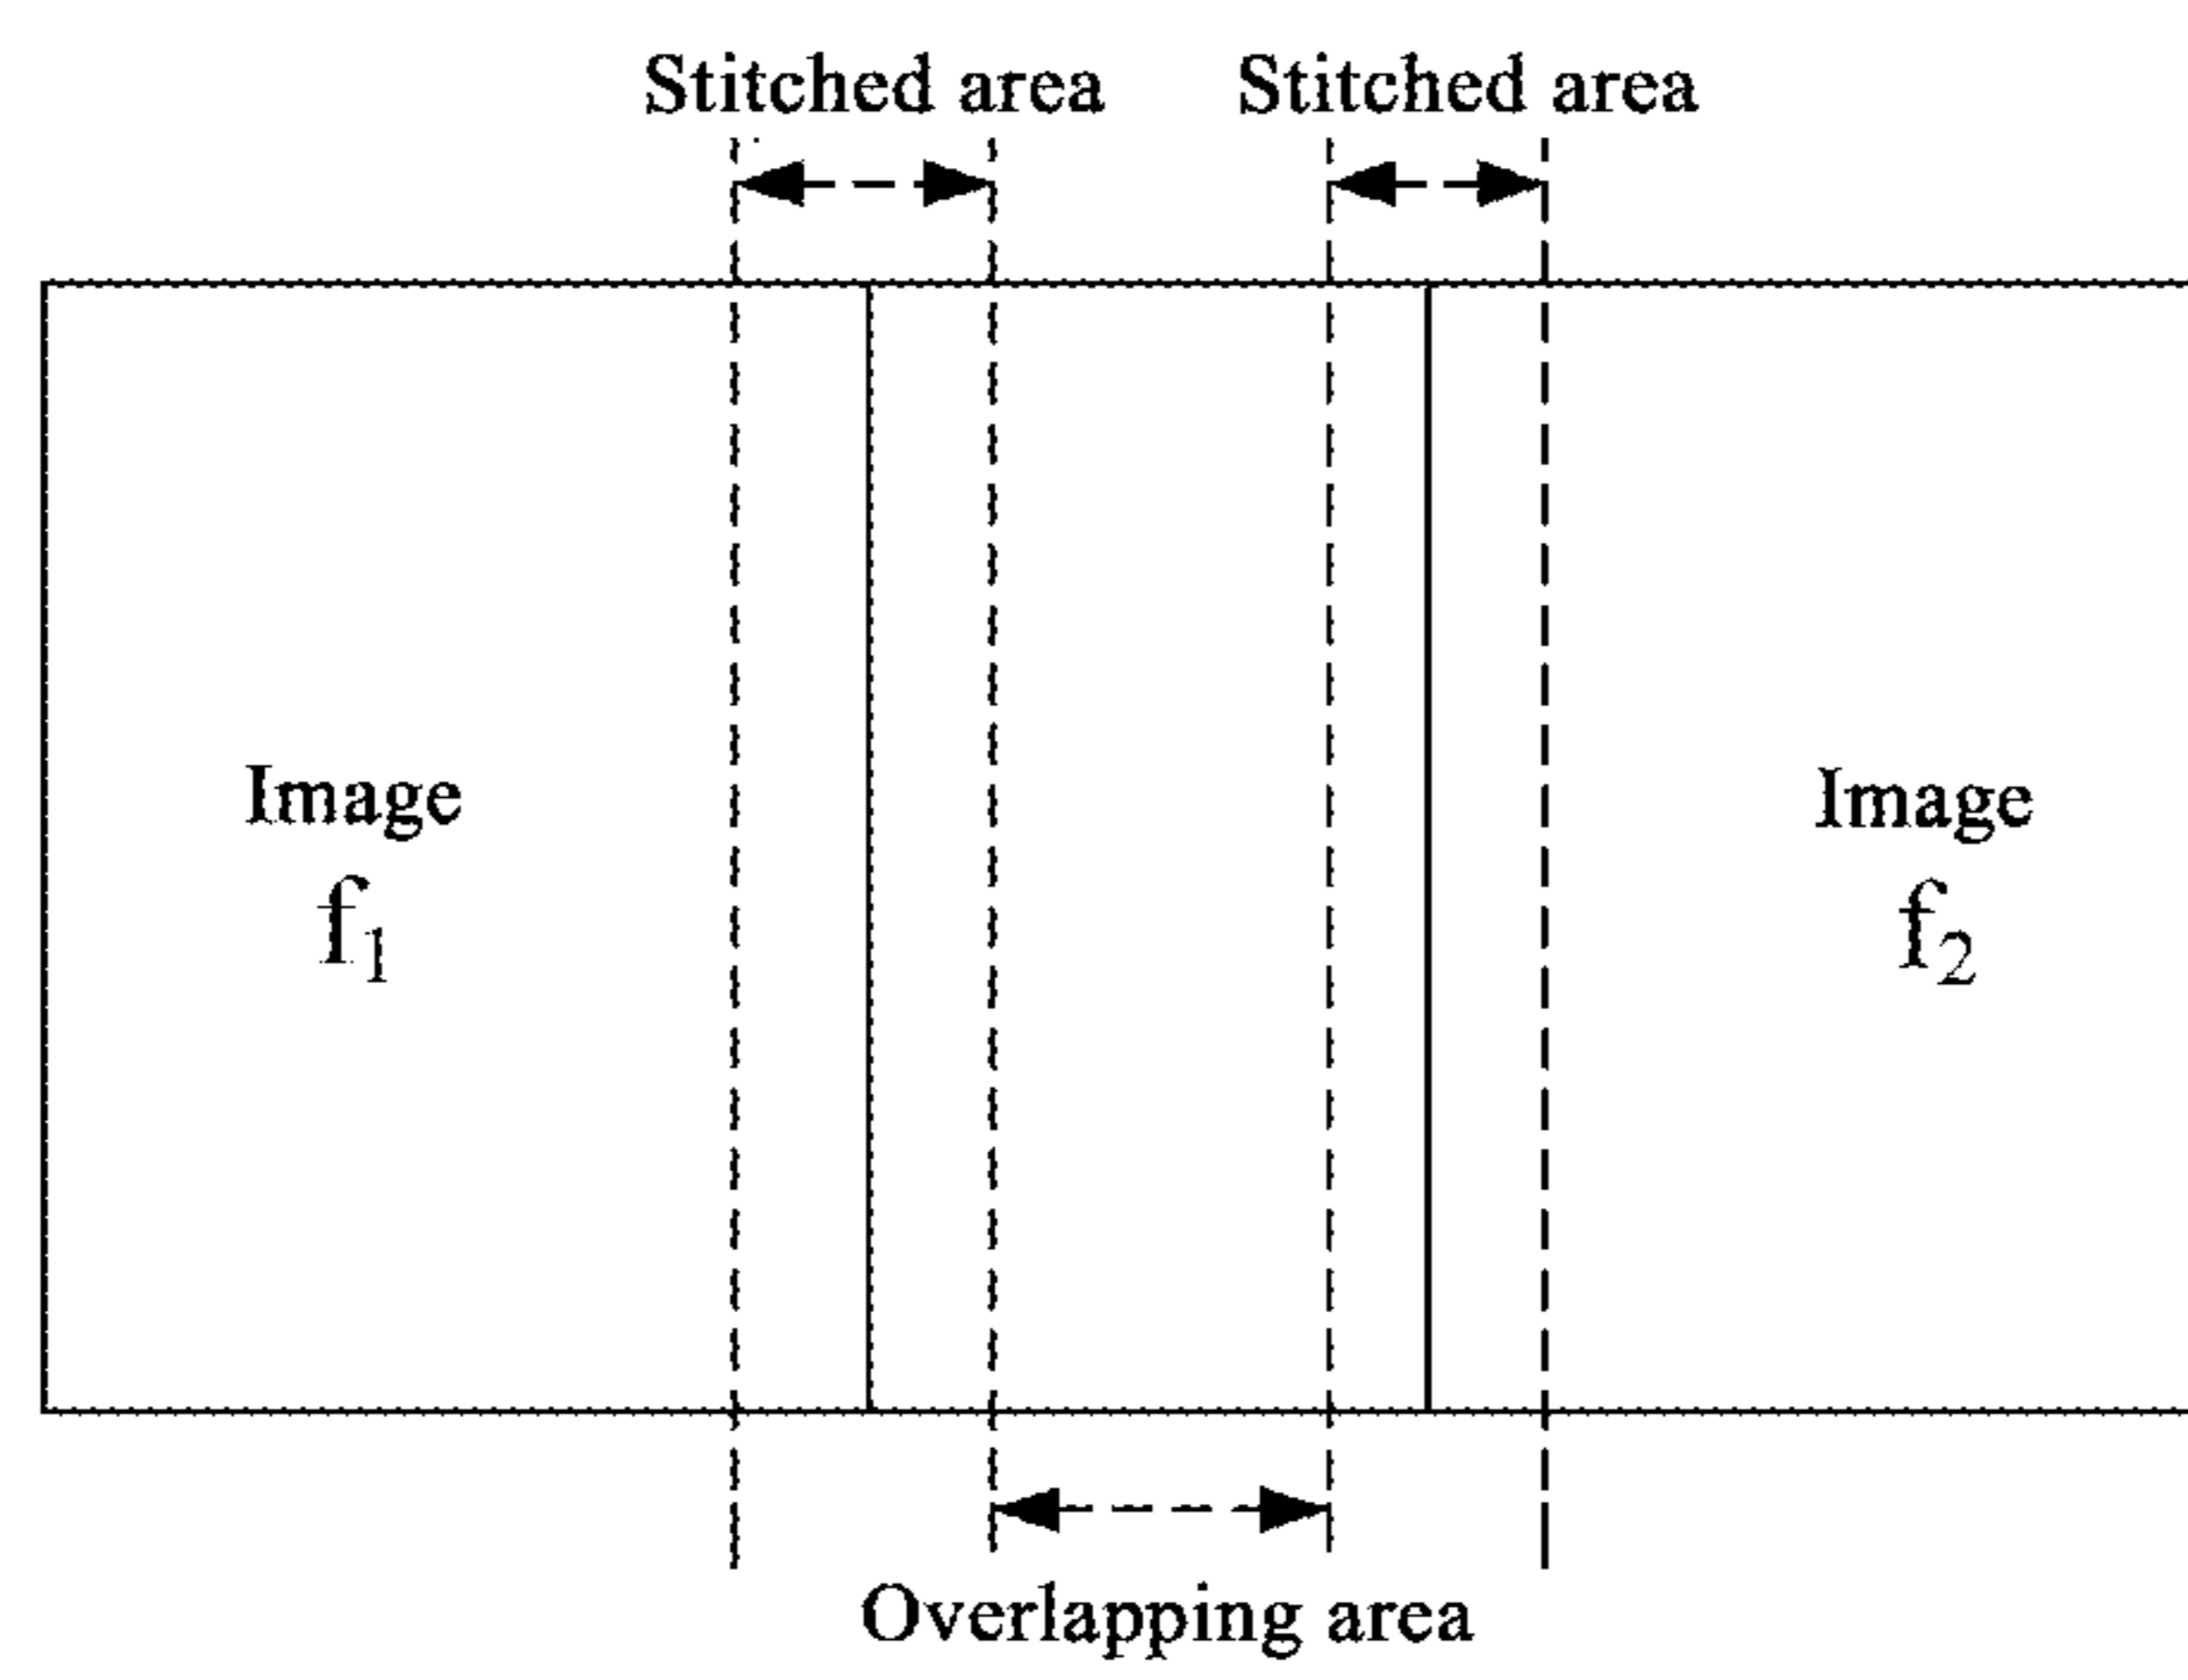 Stitched area Stitched area
Image
f₁
Image
f₂
Overlapping area